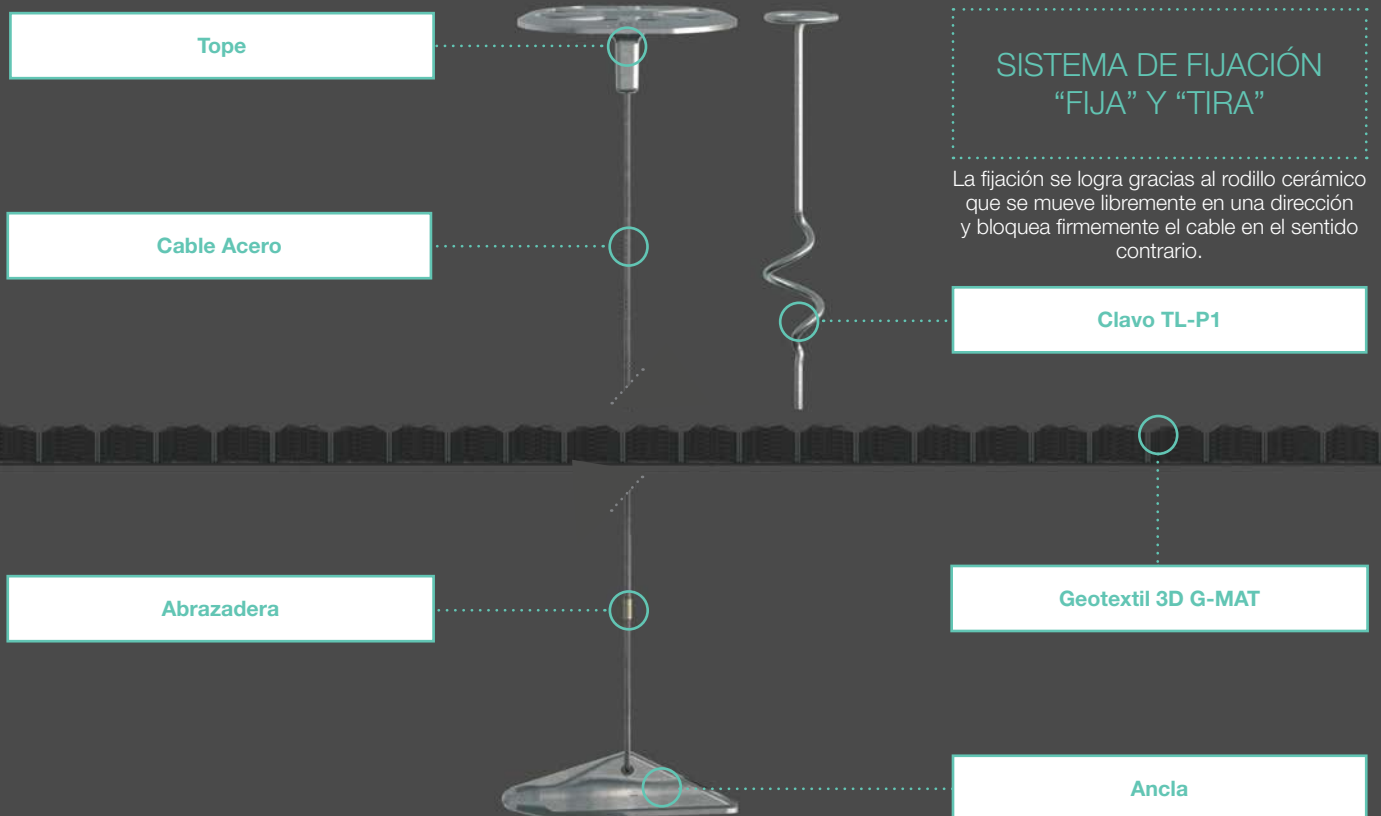 Tope
SISTEMA DE FIJACIÓN
“FIJA” Y “TIRA”
La fijación se logra gracias al rodillo cerámico
que se mueve libremente en una dirección
y bloquea firmemente el cable en el sentido
contrario.
Cable Acero
Clavo TL-P1
Abrazadera
Geotextil 3D G-MAT
Ancla